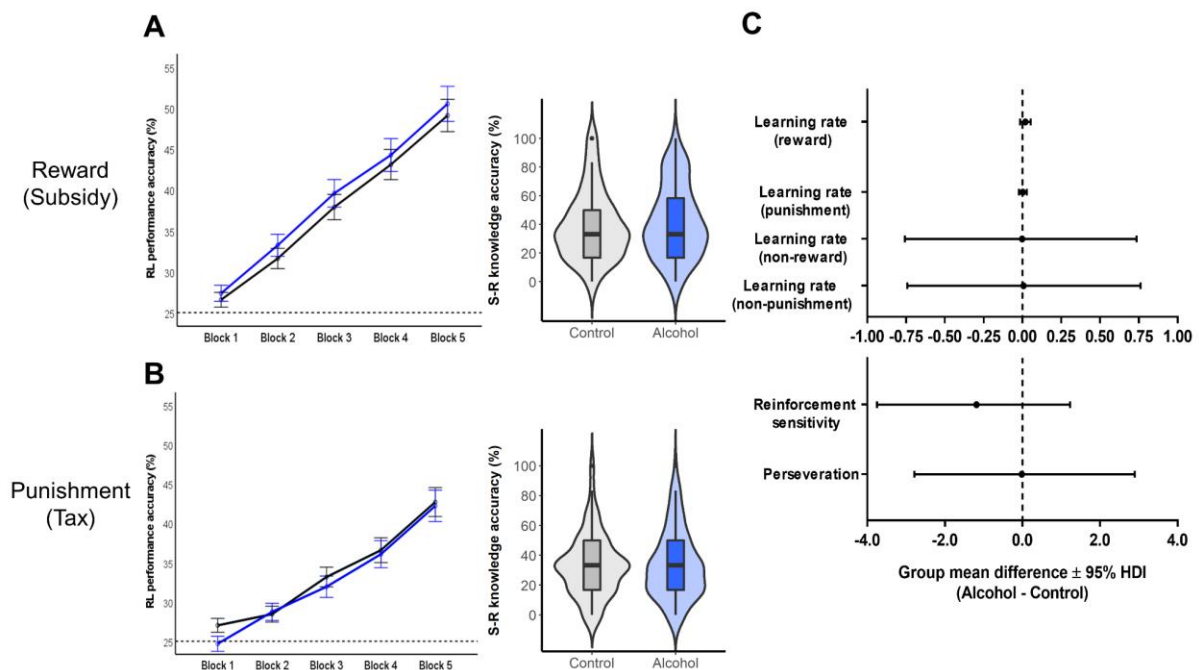 A
C
Reward
(Subsidy)
RL performance accuracy (%)
55
50
45
40
35
30
25
Block 1
Block 2
Block 3
Block 4
Block 5
S-R knowledge accuracy (%)
100
80
60
40
20
0
Control
Alcohol
B
Punishment
(Tax)
RL performance accuracy (%)
55
50
45
40
35
30
25
Block 1
Block 2
Block 3
Block 4
Block 5
S-R knowledge accuracy (%)
100
80
60
40
20
0
Control
Alcohol
Learning rate
(reward)
Learning rate
(punishment)
Learning rate
(non-reward)
Learning rate
(non-punishment)
-1.00 -0.75 -0.50 -0.25 0.00 0.25 0.50 0.75 1.00
Reinforcement
sensitivity
Perseveration
-4.0 -2.0 0.0 2.0 4.0
Group mean difference ± 95% HDI
(Alcohol - Control)